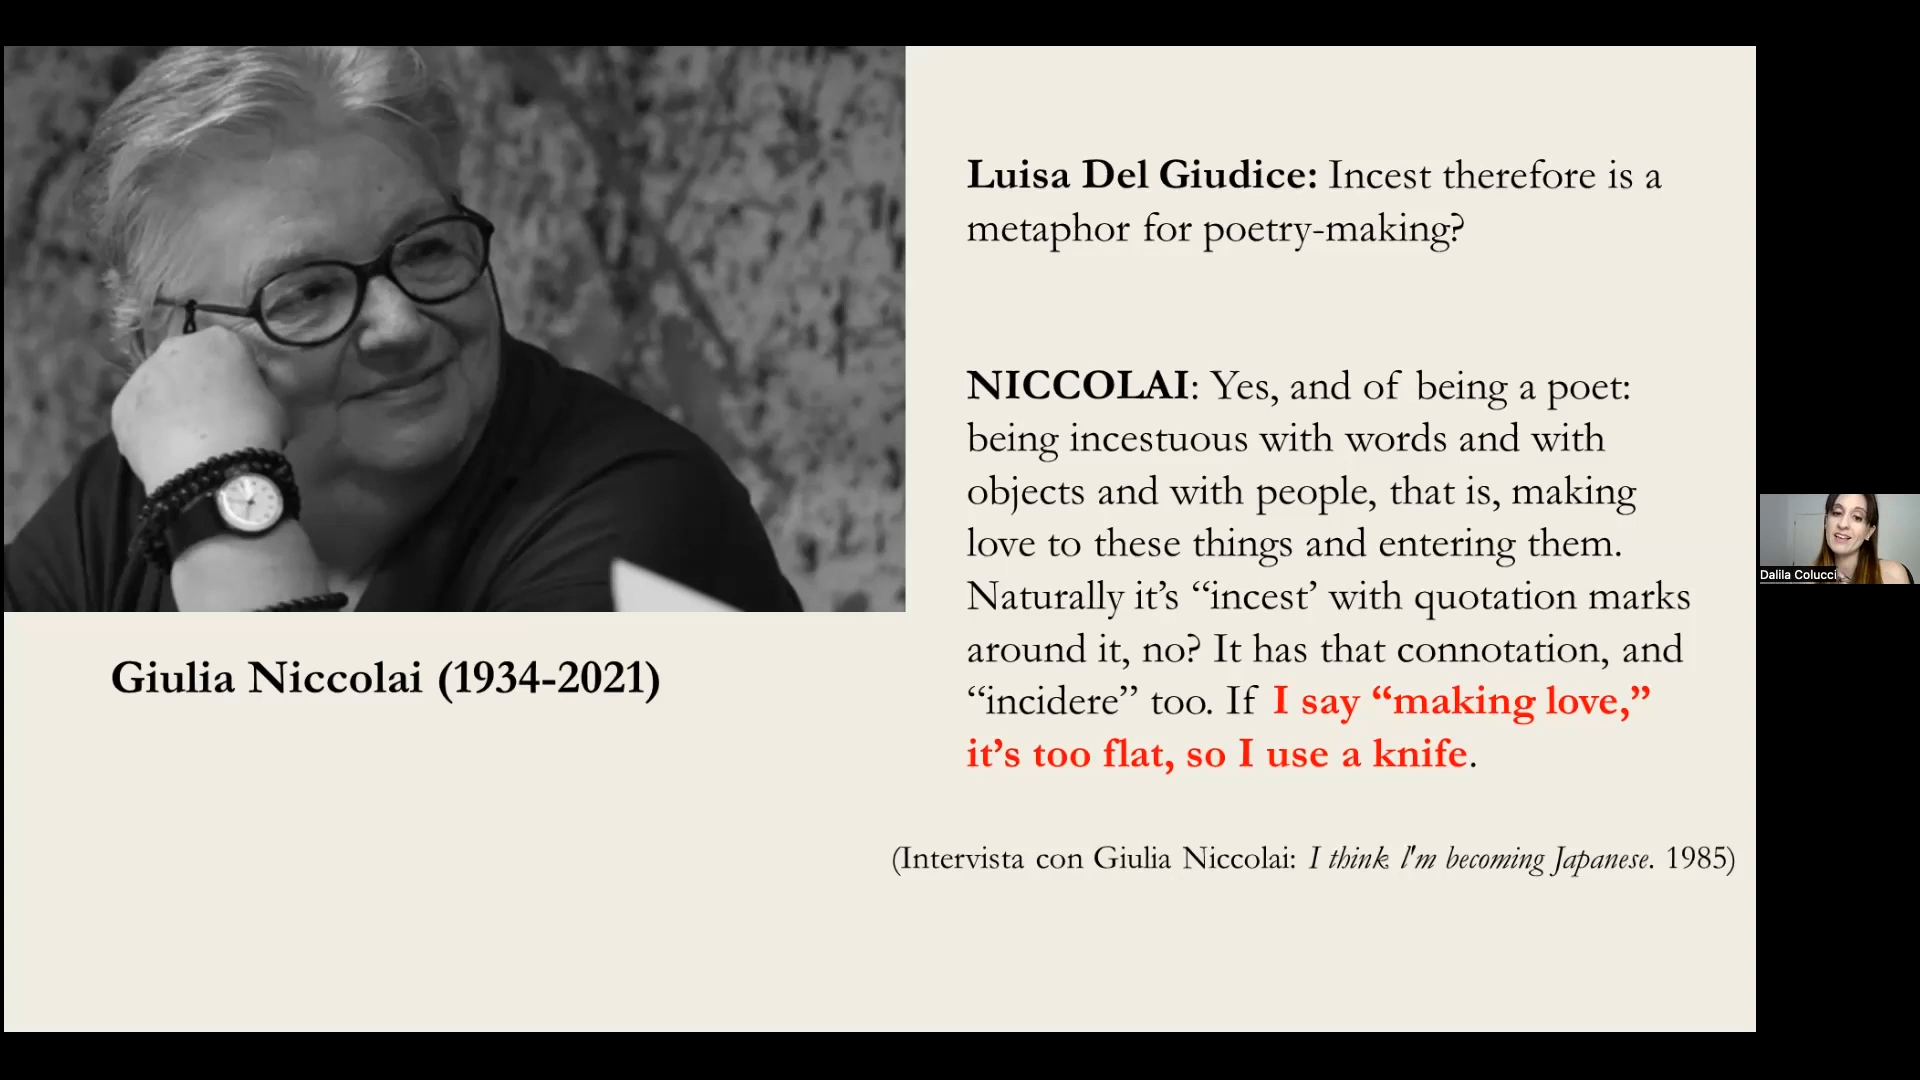 Luisa Del Giudice: Incest therefore is a
metaphor for poetry-making?
NICCOLAI: Yes, and of being a poet:
being incestuous with words and with
objects and with people, that is, making
love to these things and entering them.
Naturally it’s “incest’ with quotation marks
around it, no? It has that connotation, and
“incidere” too. If I say “making love,”
it’s too flat, so I use a knife.
(Intervista con Giulia Niccolai: I think l'm becoming Japanese. 1985)
Giulia Niccolai (1934-2021)
Dalila Colucci